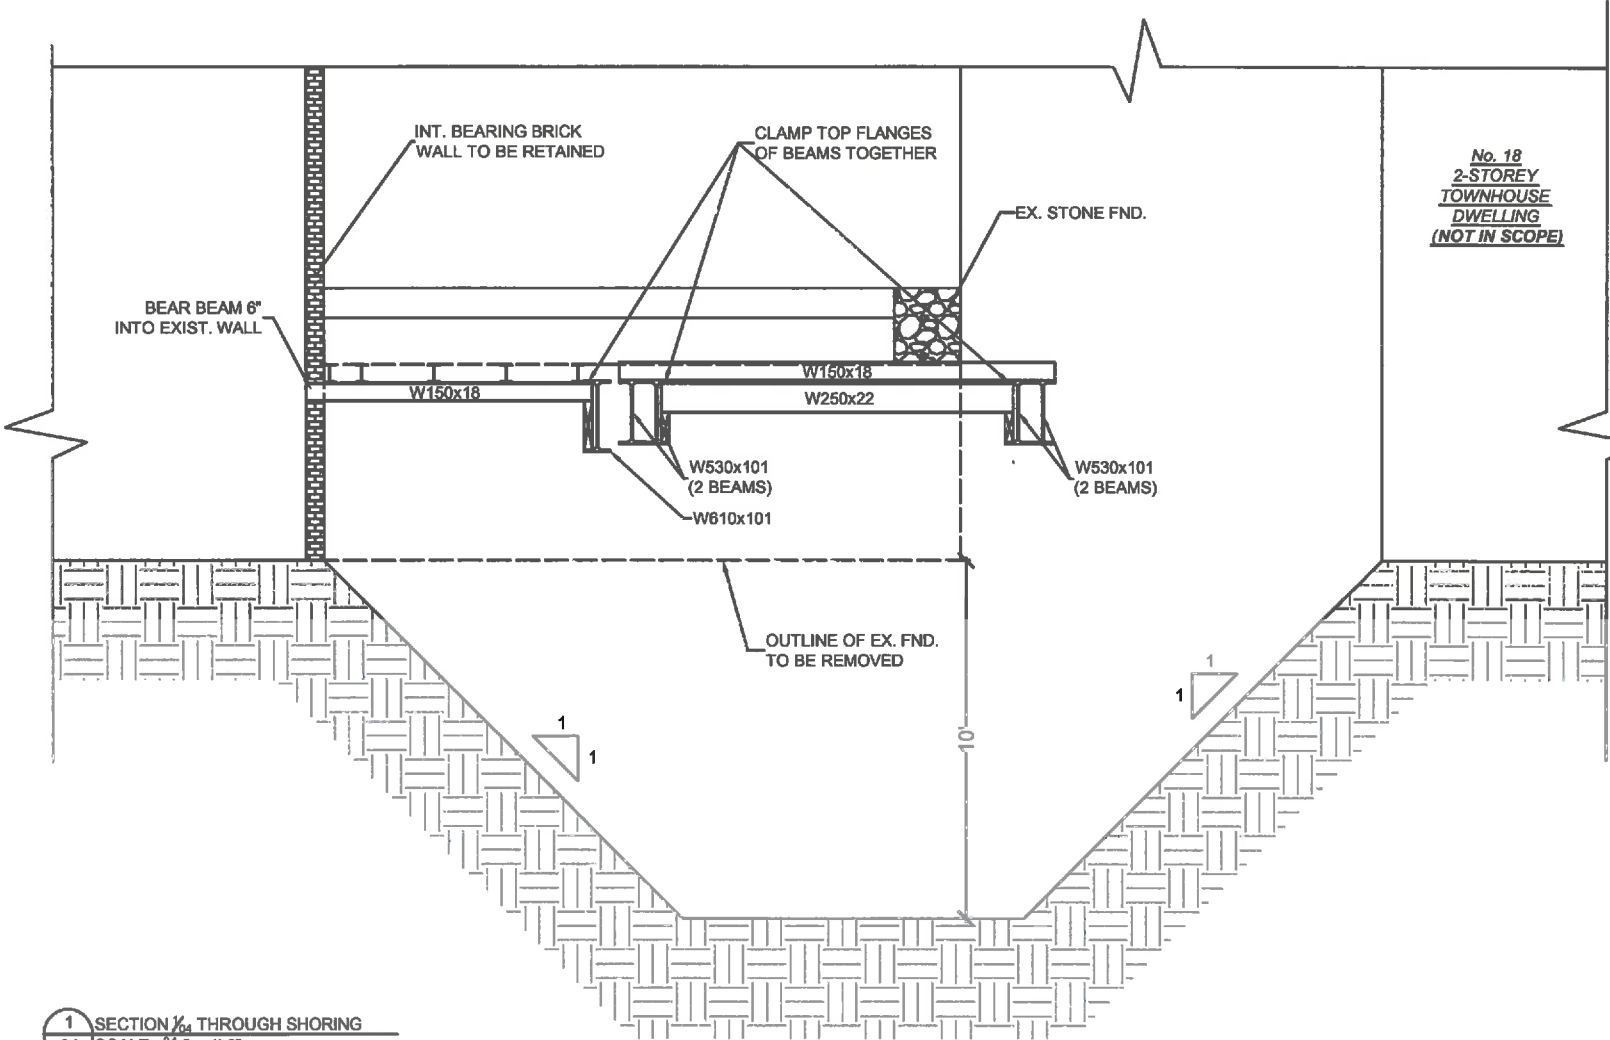 INT. BEARING BRICK
WALL TO BE RETAINED
CLAMP TOP FLANGES
OF BEAMS TOGETHER
No. 18
2-STOREY
TOWNHOUSE
DWELLING
(NOT IN SCOPE)
EX. STONE FND.
BEAR BEAM 6"
INTO EXIST. WALL
W150x18
W150x18
W250x22
W530x101
(2 BEAMS)
W530x101
(2 BEAMS)
W610x101
OUTLINE OF EX. FND.
TO BE REMOVED
1
1
1
1
10'
1 SECTION 1/04 THROUGH SHORING